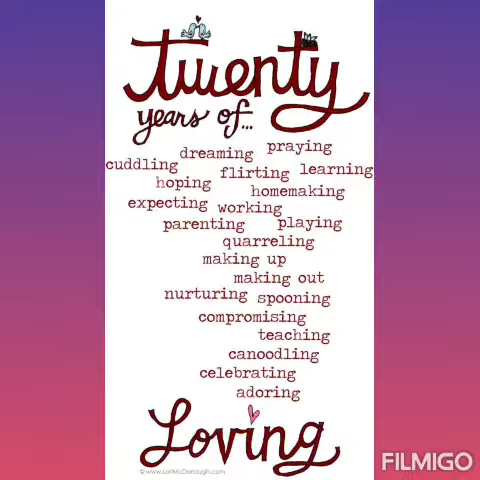 twenty
years of...
dreaming praying
cuddling flirting learning
hoping homemaking
expecting working
parenting playing
quarreling
making up
making out
nurturing spooning
compromising
teaching
canoodling
celebrating
adoring
Loving
© www.LoriMcDonough.com
FILMIGO